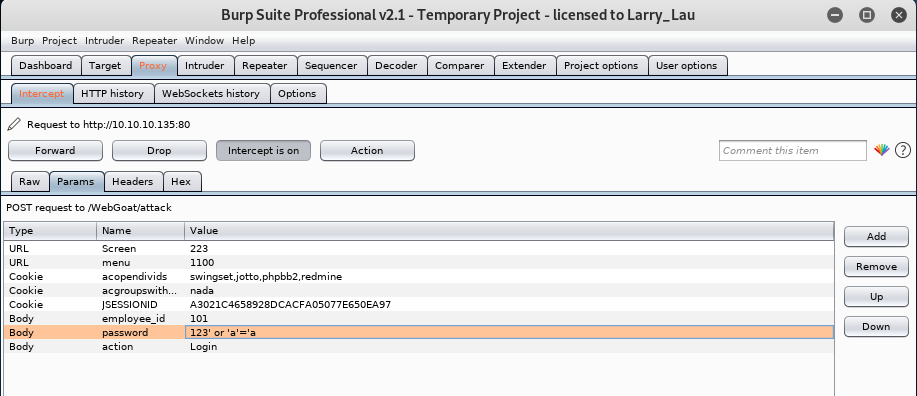 Burp Suite Professional v2.1 - Temporary Project - licensed to Larry_Lau
Burp Project Intruder Repeater Window Help
Dashboard Target Proxy Intruder Repeater Sequencer Decoder Comparer Extender Project options User options
Intercept HTTP history WebSockets history Options
Request to http://10.10.10.135:80
Forward Drop Intercept is on Action Comment this item ?
Raw Params Headers Hex
POST request to /WebGoat/attack
Type Name Value
URL Screen 223
URL menu 1100
Cookie acopendivids swingset,jotto,phpbb2,redmine
Cookie acgroupswith... nada
Cookie JSESSIONID A3021C4658928DCACFA05077E650EA97
Body employee_id 101
Body password 123' or 'a'='a
Body action Login
Add
Remove
Up
Down